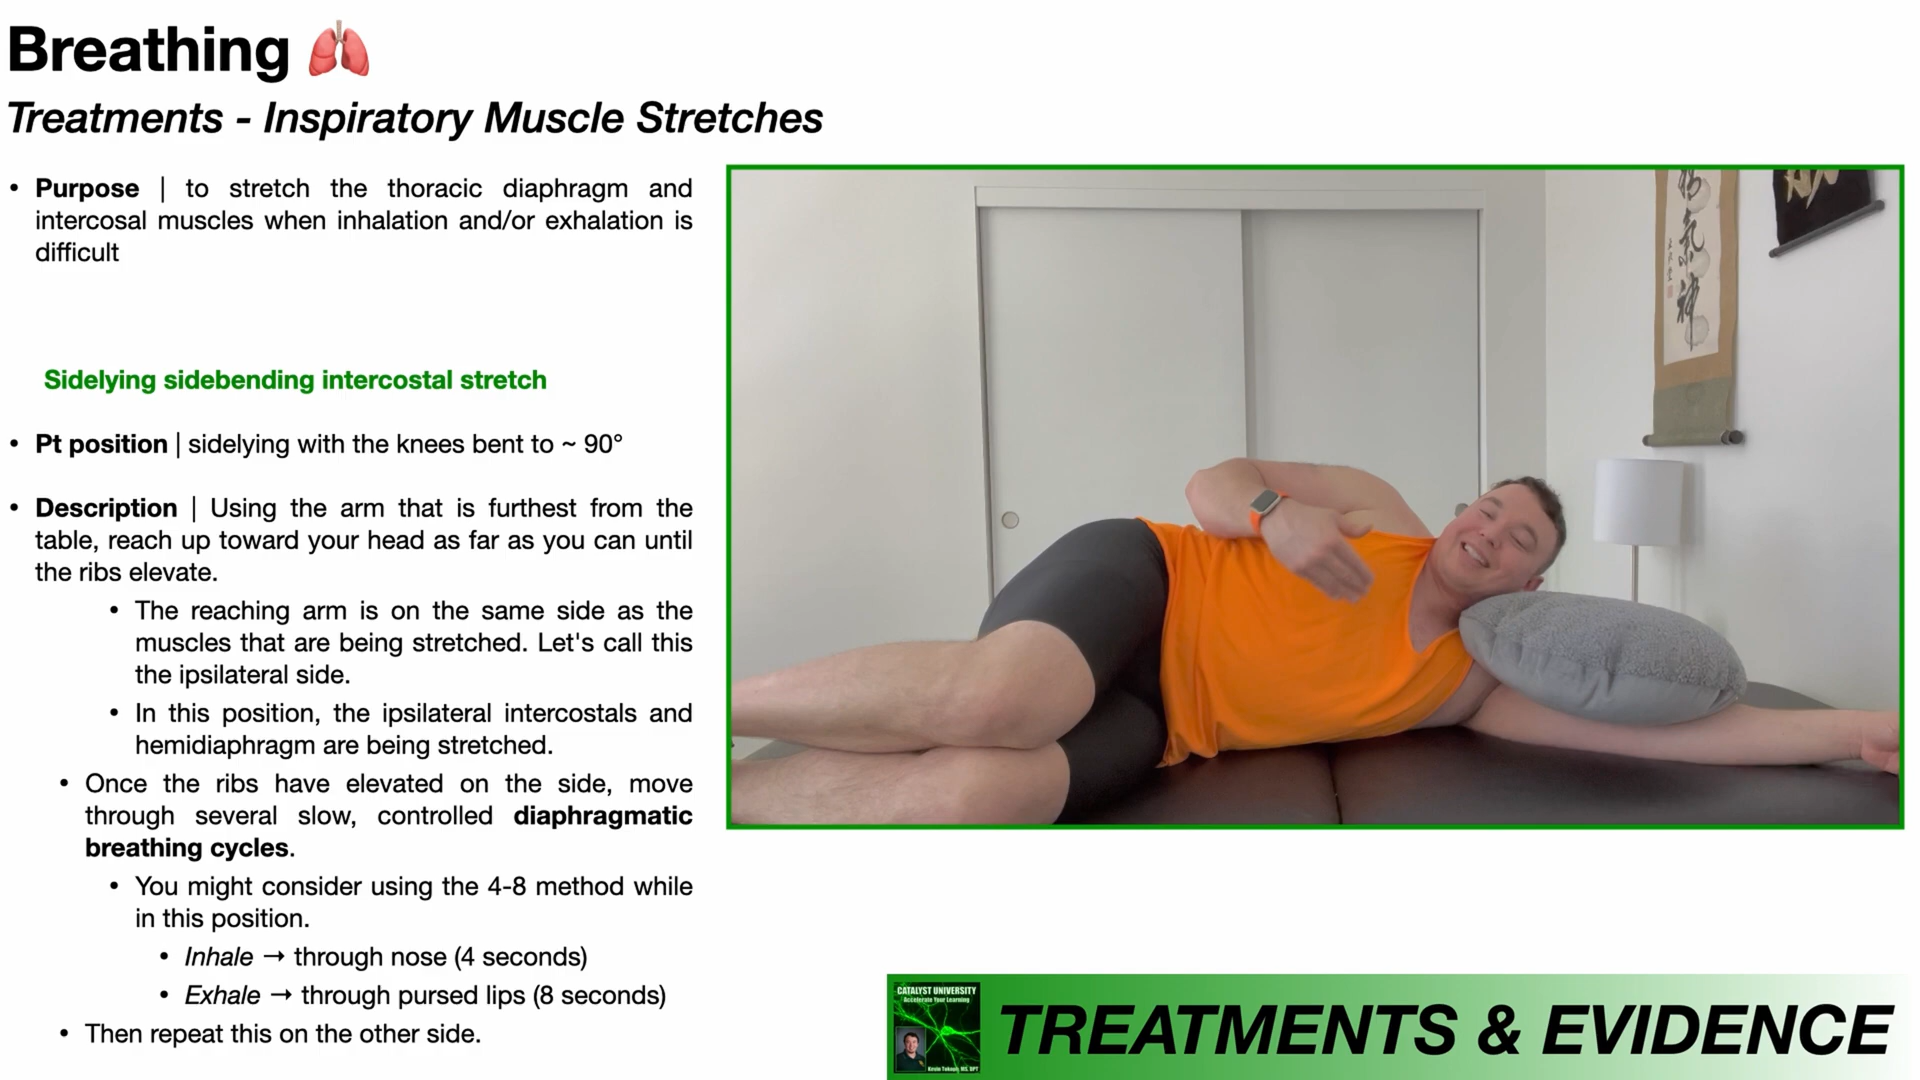 Breathing
Treatments - Inspiratory Muscle Stretches
• Purpose | to stretch the thoracic diaphragm and
intercosal muscles when inhalation and/or exhalation is
difficult
Sidelying sidebending intercostal stretch
• Pt position | sidelying with the knees bent to ~ 90°
• Description | Using the arm that is furthest from the
table, reach up toward your head as far as you can until
the ribs elevate.
• The reaching arm is on the same side as the
muscles that are being stretched. Let's call this
the ipsilateral side.
• In this position, the ipsilateral intercostals and
hemidiaphragm are being stretched.
• Once the ribs have elevated on the side, move
through several slow, controlled diaphragmatic
breathing cycles.
• You might consider using the 4-8 method while
in this position.
• Inhale → through nose (4 seconds)
• Exhale → through pursed lips (8 seconds)
• Then repeat this on the other side.
氣
神
CATALYST UNIVERSITY
Accelerate Your Learning
TREATMENTS & EVIDENCE